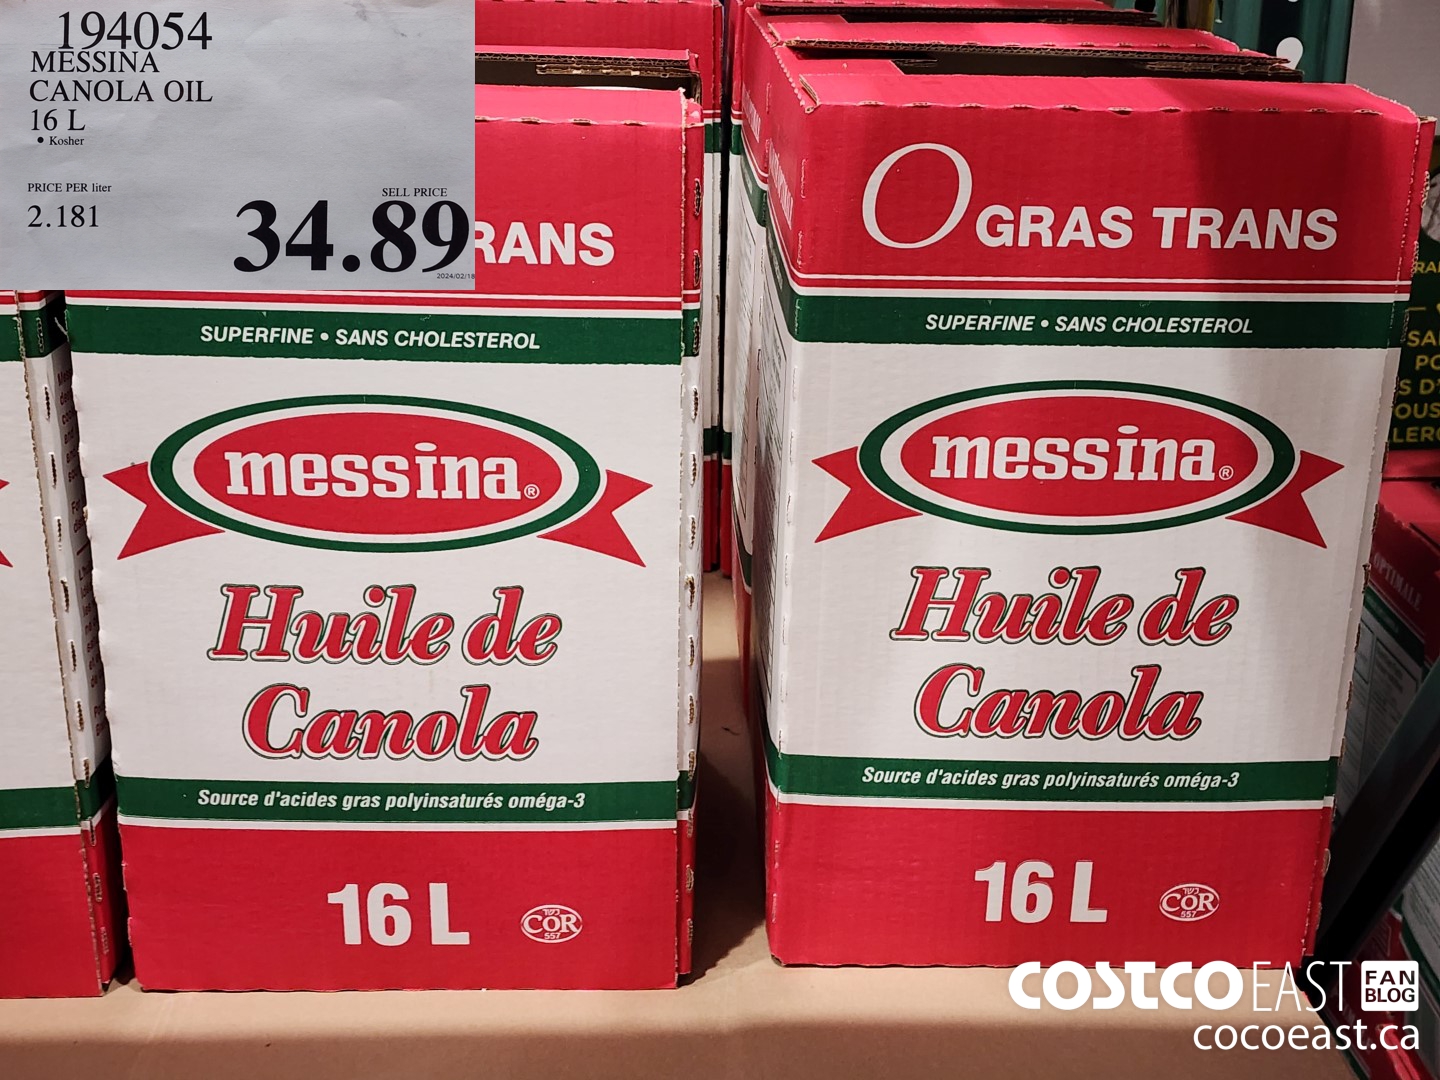 194054
MESSINA
CANOLA OIL
16 L
• Kosher
PRICE PER liter
2.181
SELL PRICE
34.89
2024/02/18
RANS
SUPERFINE • SANS CHOLESTEROL
messina®
Huile de
Canola
Source d'acides gras polyinsaturés oméga-3
16 L
כשר
COR
557
O GRAS TRANS
SUPERFINE • SANS CHOLESTEROL
messina®
Huile de
Canola
Source d'acides gras polyinsaturés oméga-3
16 L
כשר
COR
557
OPTIMALE
COSTCO EAST FAN
BLOG
cocoeast.ca